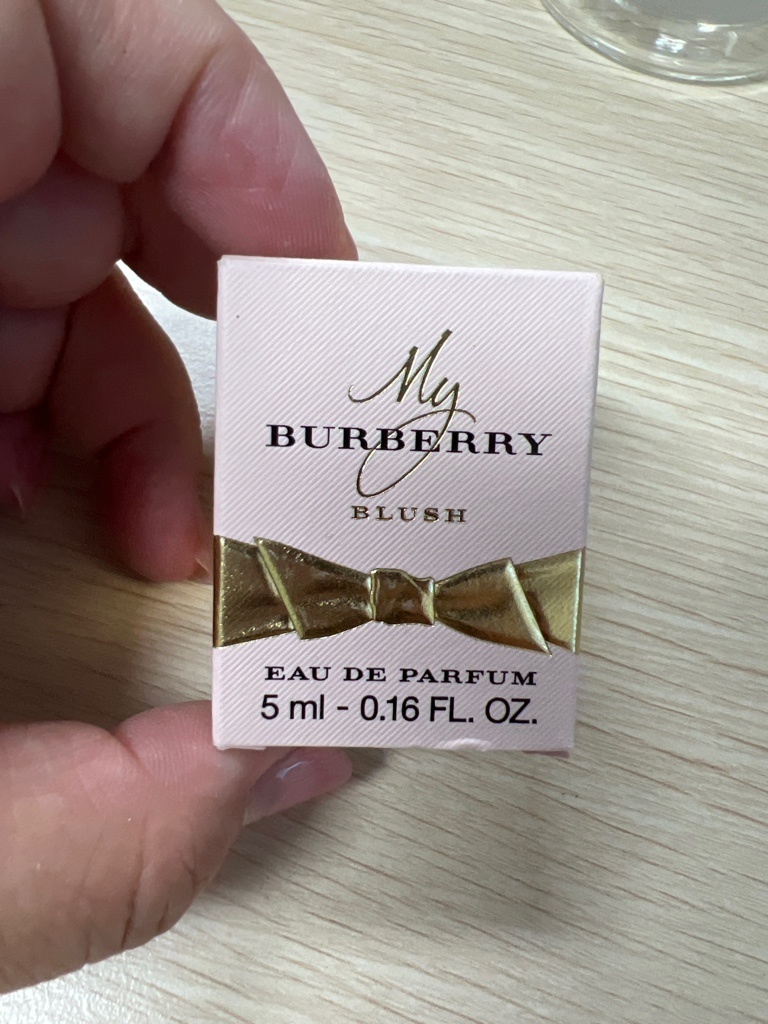 My
BURBERRY
BLUSH
EAU DE PARFUM
5 ml - 0.16 FL. OZ.